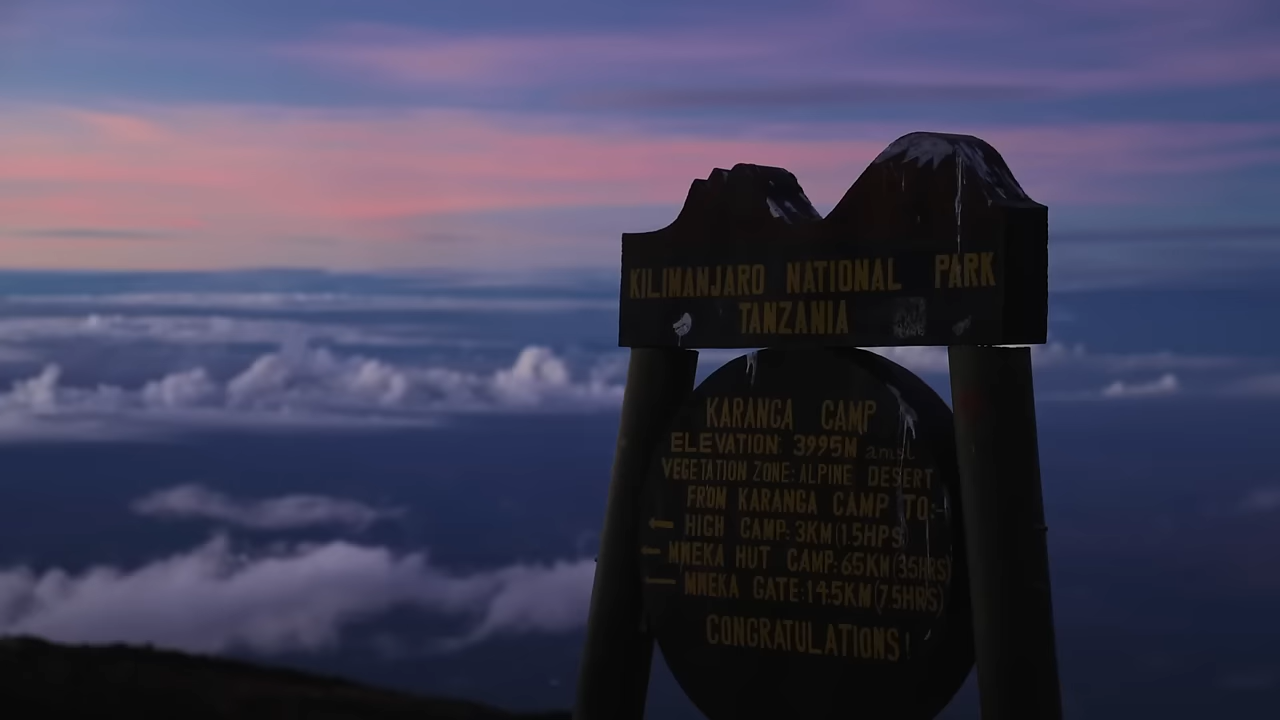 KILIMANJARO NATIONAL PARK
TANZANIA
KARANGA CAMP
ELEVATION: 3995M amsl
VEGETATION ZONE: ALPINE DESERT
FROM KARANGA CAMP TO:-
HIGH CAMP: 3KM(1.5HRS
MWEKA HUT CAMP: 6.5KM(3.5HRS)
MWEKA GATE: 14.5KM(7.5HRS)
CONGRATULATIONS!